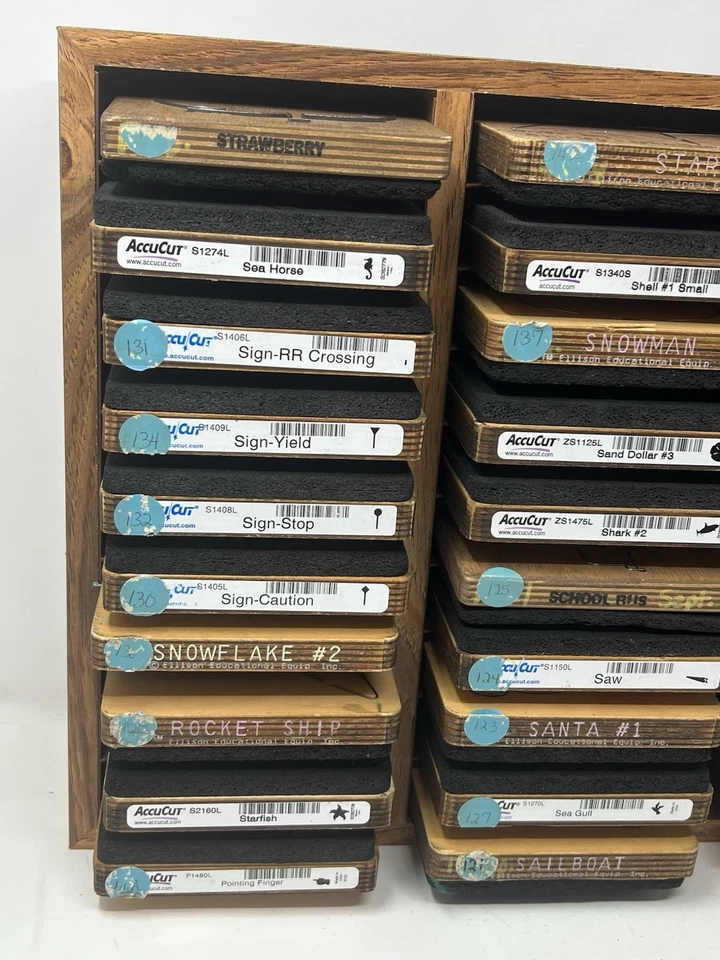 STRAWBERRY
AccuCut® S1274L
www.accucut.com
Sea Horse
131
S1406L
accucut.com
Sign-RR Crossing
134
S1409L
Sign-Yield
132
S1408L
Sign-Stop
130
S1405L
Sign-Caution
SNOWFLAKE #2
© Ellison Educational Equip. Inc.
ROCKET SHIP
Ellison Educational Equip. Inc.
AccuCut® S2160L
www.accucut.com
Starfish
P1480L
Pointing Finger
STAR
Ellison Educational
AccuCut® S1340S
www.accucut.com
Shell #1 Small
137
SNOWMAN
Ellison Educational Equip.
AccuCut® ZS1125L
www.accucut.com
Sand Dollar #3
AccuCut® ZS1475L
www.accucut.com
Shark #2
125
SCHOOL BUS
124
S1150L
Saw
123
SANTA #1
Ellison Educational Equip. Inc.
127
S1270L
Sea Gull
121
SAILBOAT
Ellison Educational Equip. Inc.